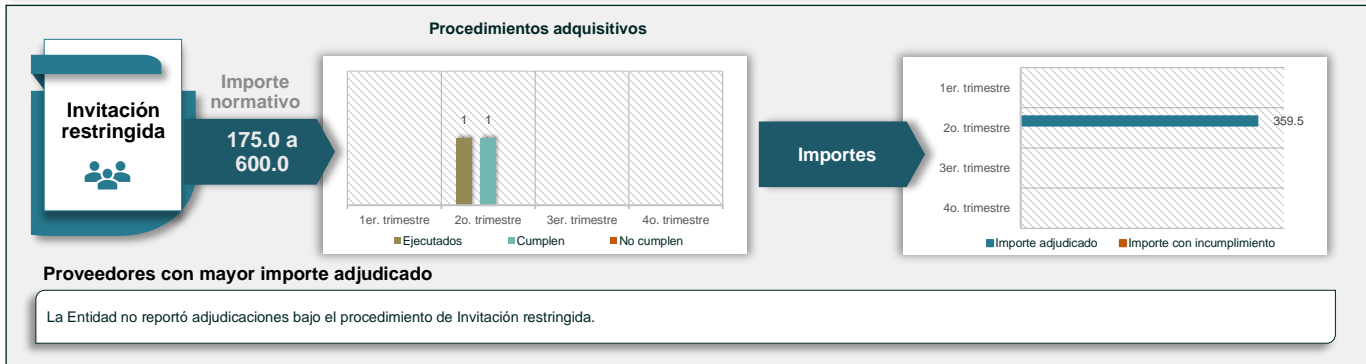 Procedimientos adquisitivos
Invitación
restringida
Importe
normativo
175.0 a
600.0
1 1
1er. trimestre 2o. trimestre 3er. trimestre 4o. trimestre
Ejecutados Cumplen No cumplen
Importes
1er. trimestre
2o. trimestre 359.5
3er. trimestre
4o. trimestre
Importe adjudicado Importe con incumplimiento
Proveedores con mayor importe adjudicado
La Entidad no reportó adjudicaciones bajo el procedimiento de Invitación restringida.